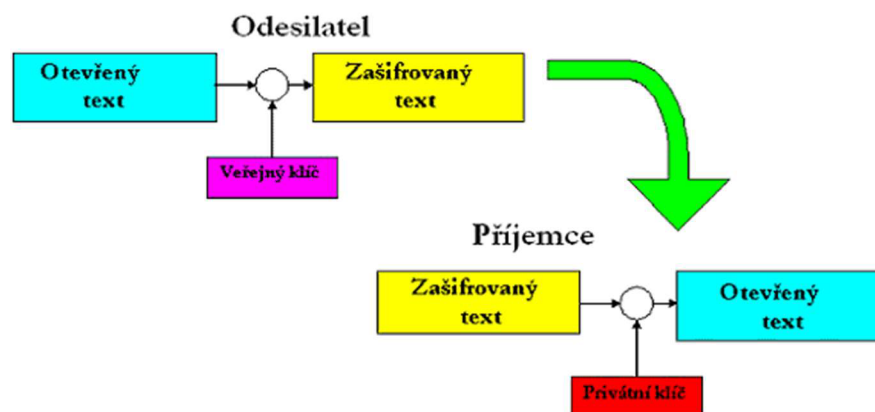 Odesilatel
Otevřený
text
Zašifrovaný
text
Veřejný klíč
Příjemce
Zašifrovaný
text
Otevřený
text
Privátní klíč